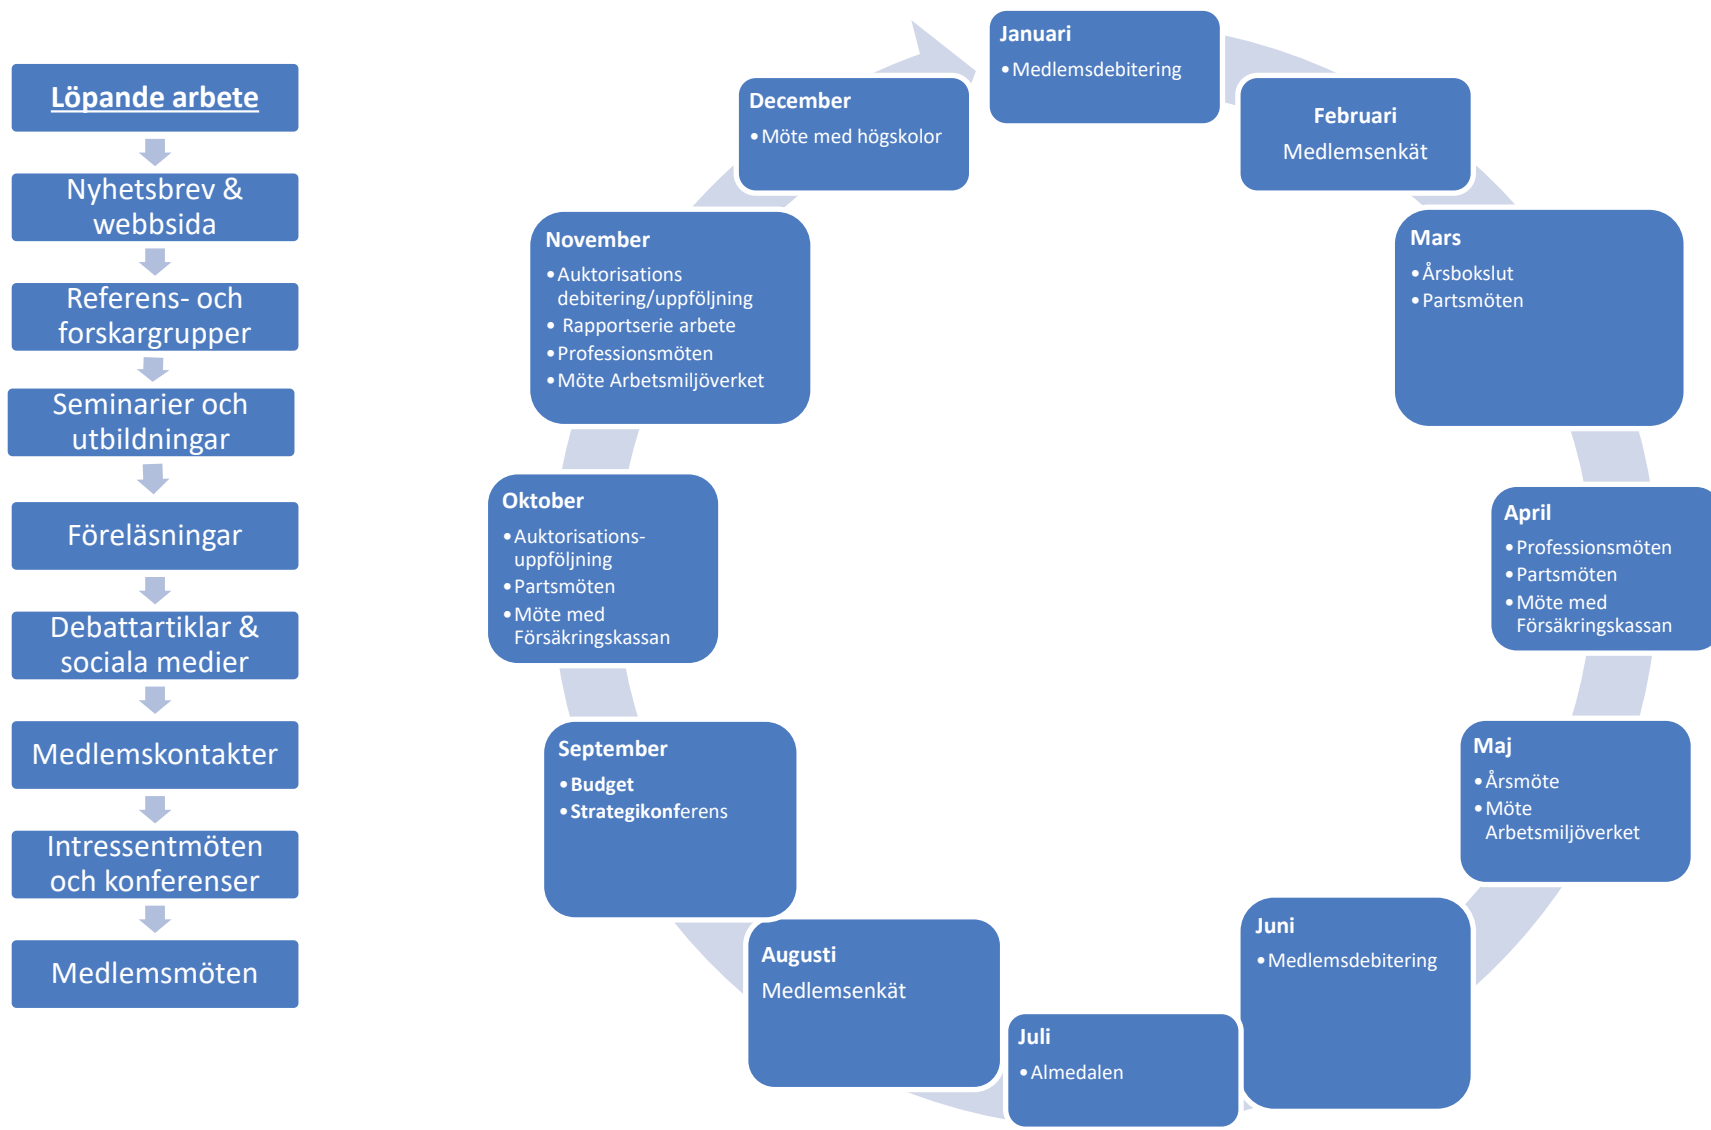 Löpande arbete
Nyhetsbrev &
webbsida
Referens- och
forskargrupper
Seminarier och
utbildningar
Föreläsningar
Debattartiklar &
sociala medier
Medlemskontakter
Intressentmöten
och konferenser
Medlemsmöten
Januari
•Medlemsdebitering
Februari
Medlemsenkät
Mars
•Årsbokslut
•Partsmöten
April
•Professionsmöten
•Partsmöten
•Möte med
Försäkringskassan
Maj
•Årsmöte
•Möte
Arbetsmiljöverket
Juni
•Medlemsdebitering
Juli
•Almedalen
Augusti
Medlemsenkät
September
•Budget
•Strategikonferens
Oktober
•Auktorisations-
uppföljning
•Partsmöten
•Möte med
Försäkringskassan
November
•Auktorisations
debitering/uppföljning
• Rapportserie arbete
•Professionsmöten
•Möte Arbetsmiljöverket
December
•Möte med högskolor